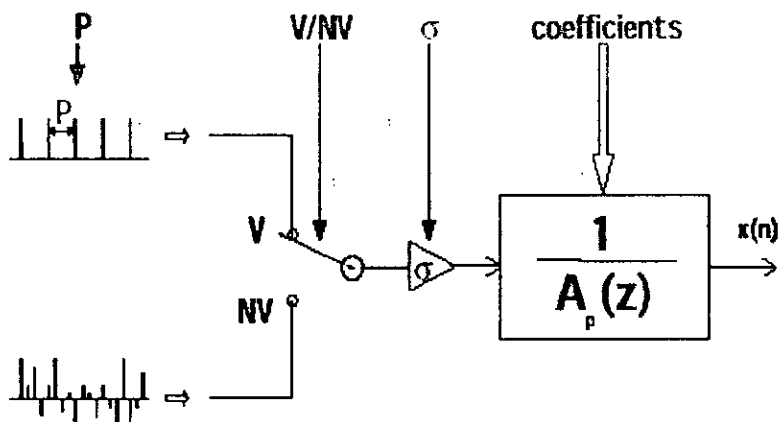 P
V/NV
σ
coefficients
P
V
NV
σ
1
A_p(z)
x(n)